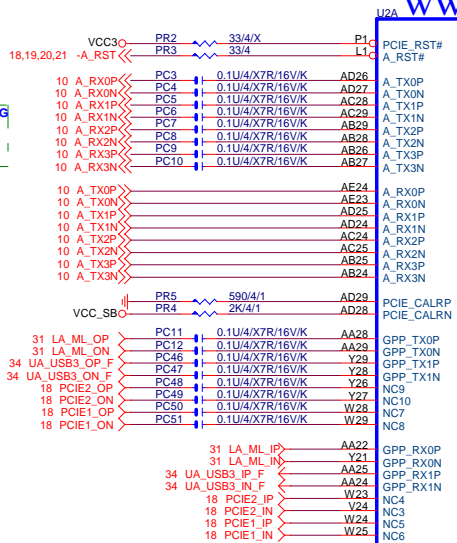 WW
U2A
VCC3 PR2 33/4/X P1 PCIE_RST#
18,19,20,21 -A_RST PR3 33/4 L1 A_RST#
10 A_RX0P PC3 0.1U/4/X7R/16V/K AD26 A_TX0P
10 A_RX0N PC4 0.1U/4/X7R/16V/K AD27 A_TX0N
10 A_RX1P PC5 0.1U/4/X7R/16V/K AC28 A_TX1P
10 A_RX1N PC6 0.1U/4/X7R/16V/K AC29 A_TX1N
10 A_RX2P PC7 0.1U/4/X7R/16V/K AB29 A_TX2P
10 A_RX2N PC8 0.1U/4/X7R/16V/K AB28 A_TX2N
10 A_RX3P PC9 0.1U/4/X7R/16V/K AB26 A_TX3P
10 A_RX3N PC10 0.1U/4/X7R/16V/K AB27 A_TX3N
G
10 A_TX0P AE24 A_RX0P
10 A_TX0N AE23 A_RX0N
10 A_TX1P AD25 A_RX1P
10 A_TX1N AD24 A_RX1N
10 A_TX2P AC24 A_RX2P
10 A_TX2N AC25 A_RX2N
10 A_TX3P AB25 A_RX3P
10 A_TX3N AB24 A_RX3N
PR5 590/4/1 AD29 PCIE_CALRP
VCC_SB PR4 2K/4/1 AD28 PCIE_CALRN
31 LA_ML_OP PC11 0.1U/4/X7R/16V/K AA28 GPP_TX0P
31 LA_ML_ON PC12 0.1U/4/X7R/16V/K AA29 GPP_TX0N
34 UA_USB3_OP_F PC46 0.1U/4/X7R/16V/K Y29 GPP_TX1P
34 UA_USB3_ON_F PC47 0.1U/4/X7R/16V/K Y28 GPP_TX1N
18 PCIE2_OP PC48 0.1U/4/X7R/16V/K Y26 NC9
18 PCIE2_ON PC49 0.1U/4/X7R/16V/K Y27 NC10
18 PCIE1_OP PC50 0.1U/4/X7R/16V/K W28 NC7
18 PCIE1_ON PC51 0.1U/4/X7R/16V/K W29 NC8
31 LA_ML_IP AA22 GPP_RX0P
31 LA_ML_IN Y21 GPP_RX0N
34 UA_USB3_IP_F AA25 GPP_RX1P
34 UA_USB3_IN_F AA24 GPP_RX1N
18 PCIE2_IP W23 NC4
18 PCIE2_IN V24 NC3
18 PCIE1_IP W24 NC5
18 PCIE1_IN W25 NC6